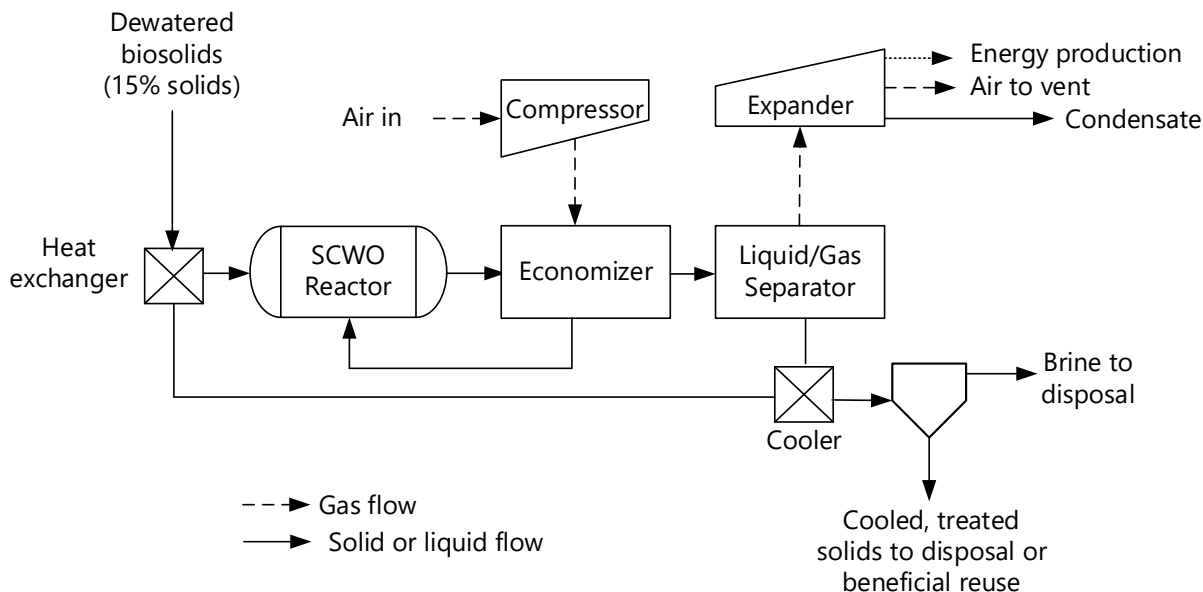 Dewatered
biosolids
(15% solids)
Air in
Compressor
Expander
Energy production
Air to vent
Condensate
Heat
exchanger
SCWO
Reactor
Economizer
Liquid/Gas
Separator
Cooler
Brine to
disposal
Gas flow
Solid or liquid flow
Cooled, treated
solids to disposal or
beneficial reuse